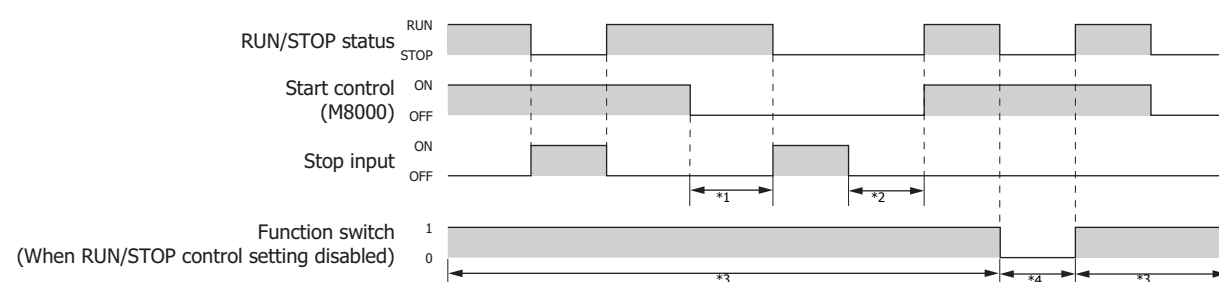 RUN/STOP status RUN
STOP
Start control ON
(M8000) OFF
Stop input ON
OFF
*1 *2
Function switch 1
(When RUN/STOP control setting disabled) 0
*3 *4 *3